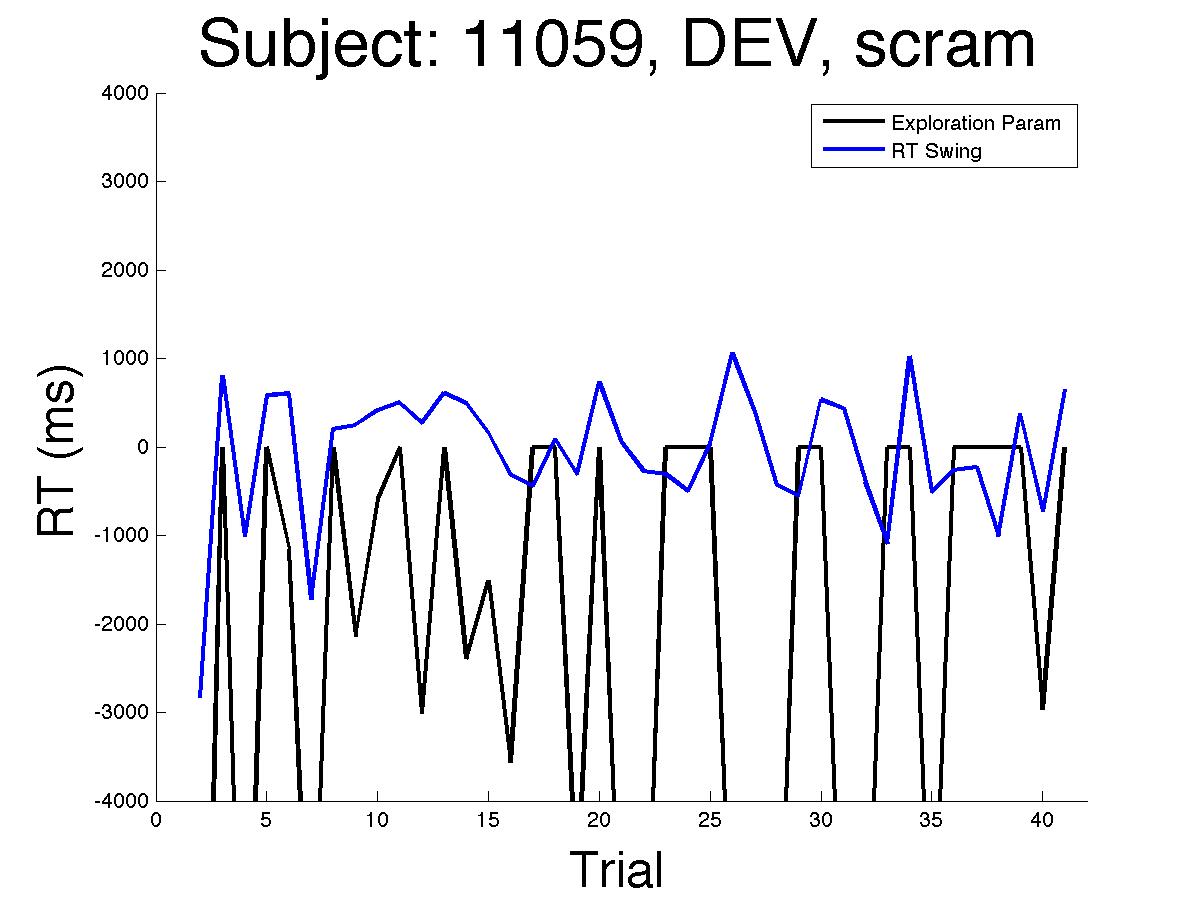 Subject: 11059, DEV, scram
4000
3000
2000
1000
0
-1000
-2000
-3000
-4000
RT (ms)
Exploration Param
RT Swing
0 5 10 15 20 25 30 35 40
Trial